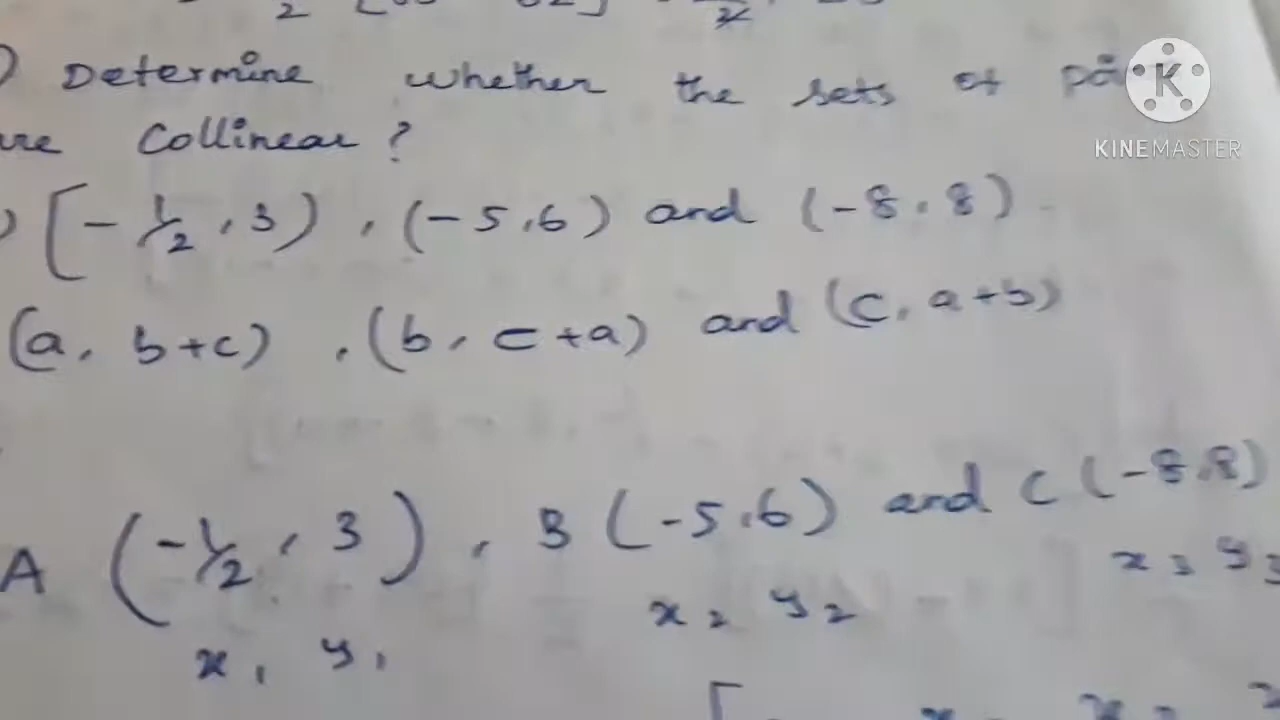 ) Determine whether the sets of
are Collinear?
) [-1/2, 3), (-5,6) and (-8,8)
(a, b+c), (b, c+a) and (c, a+b)
A (-1/2, 3), B (-5,6) and C (-8,8)
x1 y1 x2 y2 x3 y3
KINEMASTER